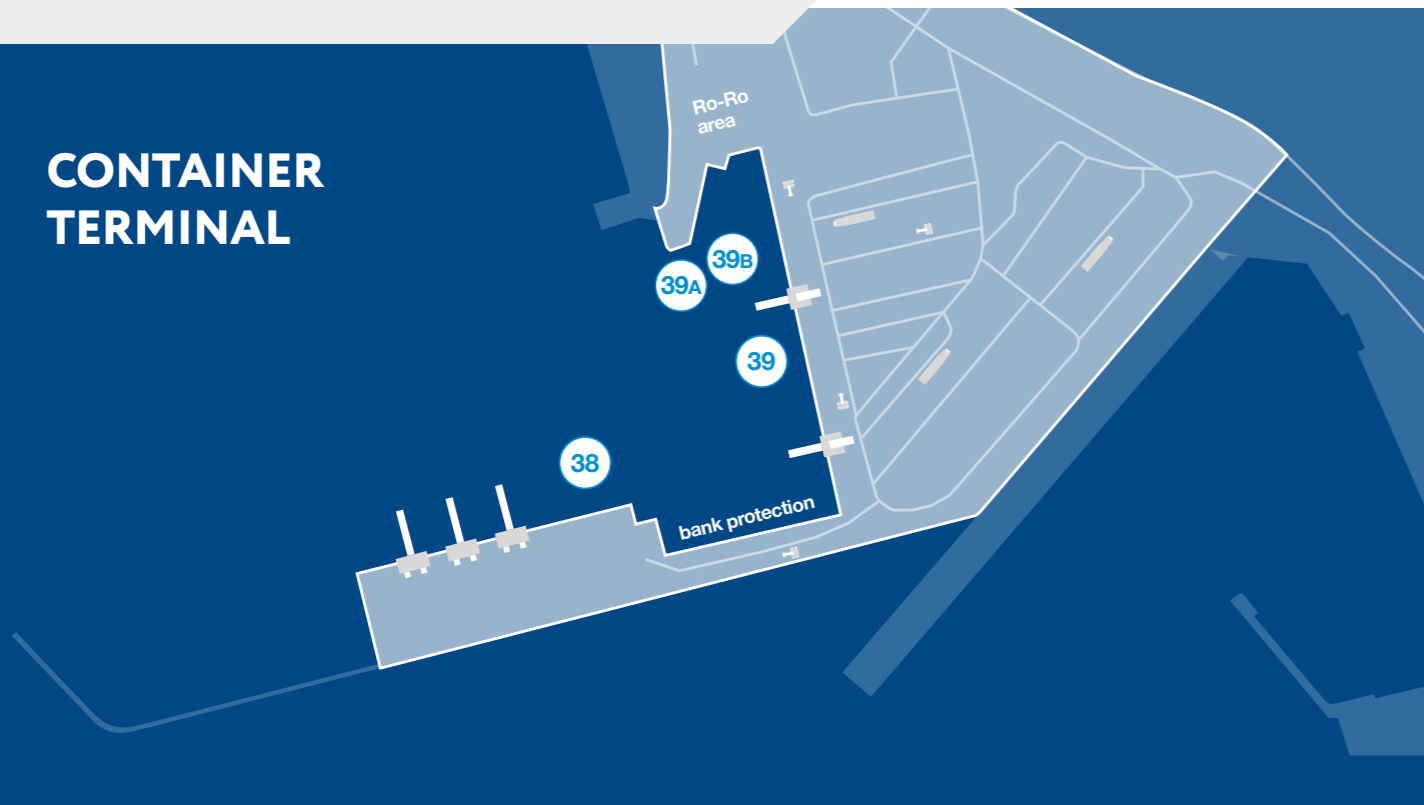 CONTAINER
TERMINAL
Ro-Ro
area
39B
39A
39
38
bank protection